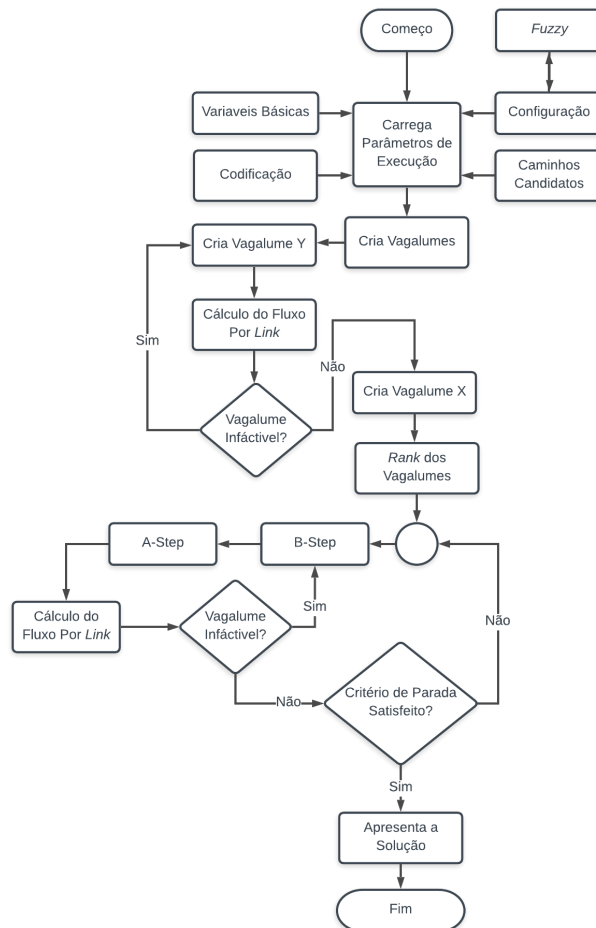 Começo
Fuzzy
Variaveis Básicas
Carrega
Parâmetros de
Execução
Configuração
Codificação
Caminhos
Candidatos
Cria Vagalume Y
Cria Vagalumes
Cálculo do Fluxo
Por Link
Sim
Não
Vagalume
Infáctivel?
Cria Vagalume X
Rank dos
Vagalumes
A-Step
B-Step
Cálculo do
Fluxo Por Link
Vagalume
Infáctivel?
Sim
Não
Não
Critério de Parada
Satisfeito?
Sim
Apresenta a
Solução
Fim